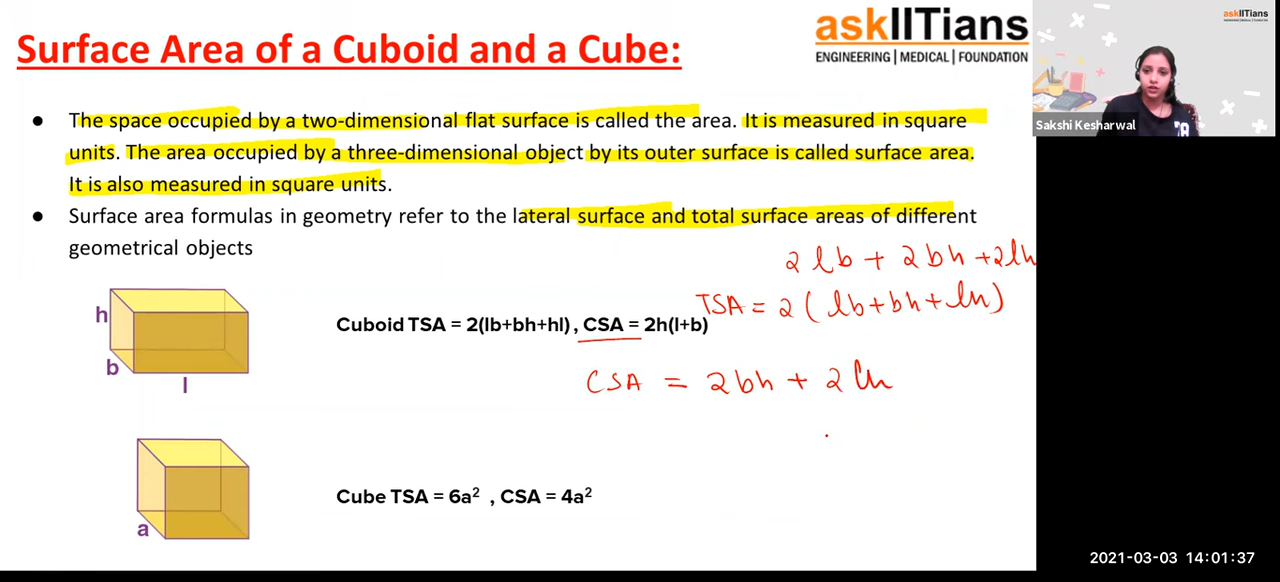 askIITians
ENGINEERING | MEDICAL | FOUNDATION
askIITians
Surface Area of a Cuboid and a Cube:
Sakshi Kesharwal
● The space occupied by a two-dimensional flat surface is called the area. It is measured in square
units. The area occupied by a three-dimensional object by its outer surface is called surface area.
It is also measured in square units.
● Surface area formulas in geometry refer to the lateral surface and total surface areas of different
geometrical objects
2lb + 2bh + 2lh
TSA = 2(lb+bh+lh)
h
b
l
Cuboid TSA = 2(lb+bh+hl) , CSA = 2h(l+b)
CSA = 2bh + 2lh
a
Cube TSA = 6a² , CSA = 4a²
2021-03-03 14:01:37